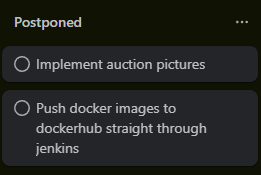 Postponed
Implement auction pictures
Push docker images to
dockerhub straight through
jenkins